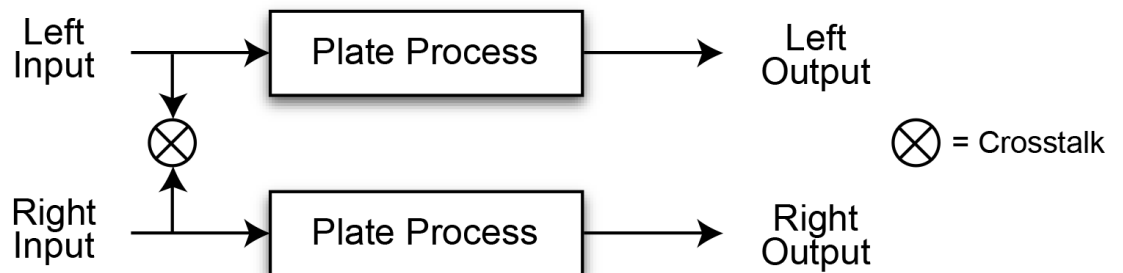 Left
Input
Plate Process
Left
Output
= Crosstalk
Right
Input
Plate Process
Right
Output